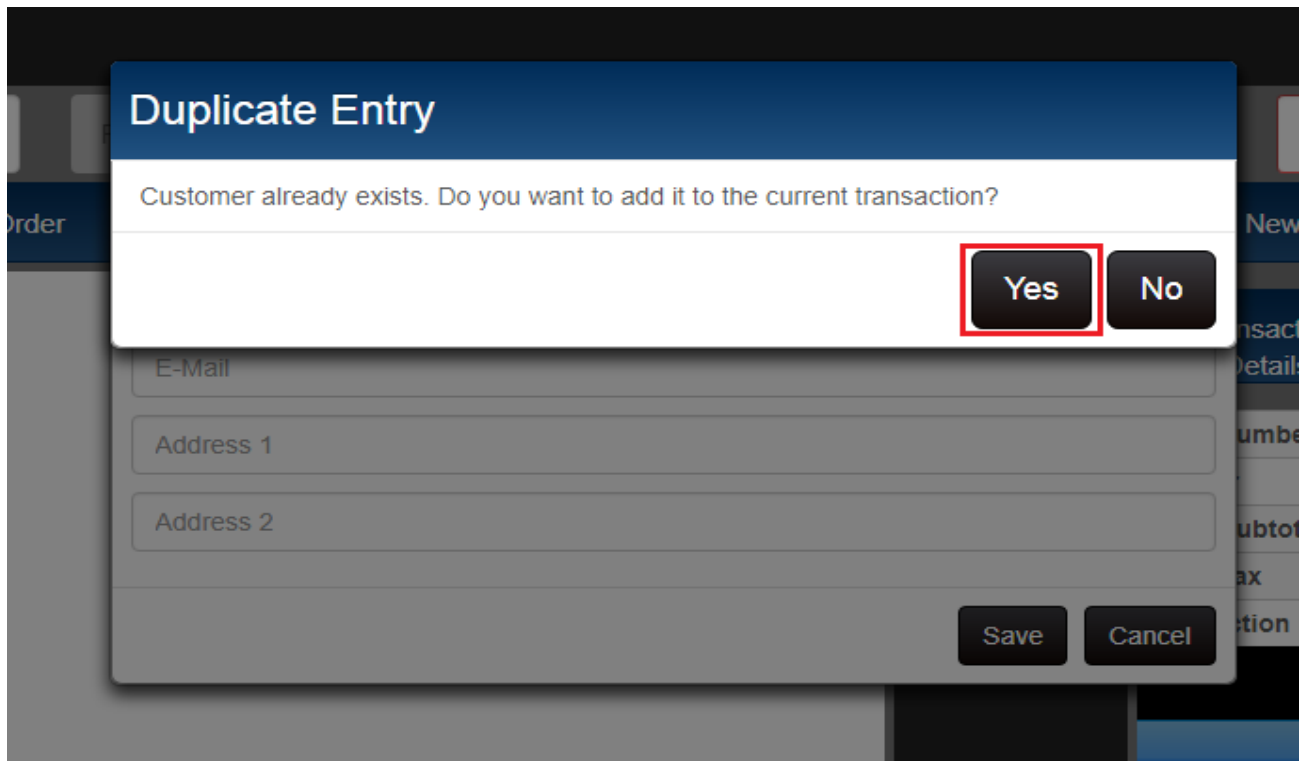 Duplicate Entry
Customer already exists. Do you want to add it to the current transaction?
Order
New
Yes
No
E-Mail
Address 1
Address 2
Save
Cancel